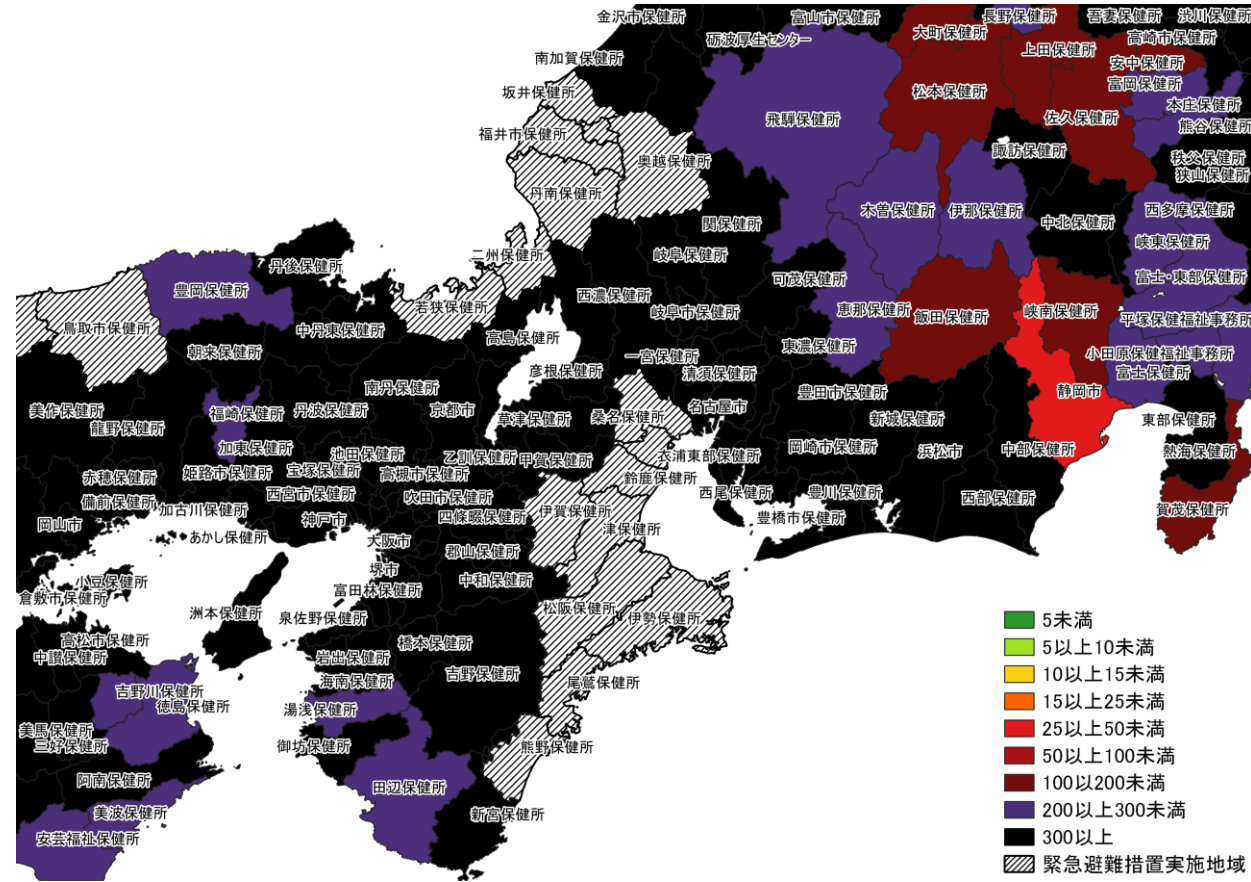 金沢市保健所
富山市保健所
長野保健所
吾妻保健所
渋川保健所
大町保健所
砺波厚生センター
高崎市保健所
南加賀保健所
上田保健所
安中保健所
富岡保健所
坂井保健所
松本保健所
本庄保健所
飛騨保健所
佐久保健所
熊谷保健所
福井市保健所
諏訪保健所
奥越保健所
秩父保健所
狭山保健所
丹南保健所
木曽保健所
伊那保健所
西多摩保健所
関保健所
中北保健所
峡東保健所
二州保健所
岐阜保健所
丹後保健所
可茂保健所
富士・東部保健所
豊岡保健所
西濃保健所
若狭保健所
恵那保健所
飯田保健所
峡南保健所
岐阜市保健所
平塚保健福祉事務所
鳥取市保健所
中丹東保健所
高島保健所
東濃保健所
朝来保健所
一宮保健所
小田原保健福祉事務所
彦根保健所
清須保健所
富士保健所
南丹保健所
豊田市保健所
静岡市
美作保健所
福崎保健所
丹波保健所
京都市
草津保健所
桑名保健所
名古屋市
新城保健所
東部保健所
龍野保健所
加東保健所
池田保健所
乙訓保健所
甲賀保健所
衣浦東部保健所
岡崎市保健所
浜松市
中部保健所
熱海保健所
赤穂保健所
姫路市保健所
宝塚保健所
高槻市保健所
鈴鹿保健所
西宮市保健所
吹田市保健所
西尾保健所
豊川保健所
西部保健所
備前保健所
加古川保健所
伊賀保健所
賀茂保健所
岡山市
神戸市
四條畷保健所
豊橋市保健所
あかし保健所
津保健所
大阪市
郡山保健所
堺市
小豆保健所
中和保健所
倉敷市保健所
富田林保健所
松阪保健所
洲本保健所
泉佐野保健所
伊勢保健所
高松市保健所
橋本保健所
中讃保健所
岩出保健所
吉野保健所
海南保健所
尾鷲保健所
吉野川保健所
徳島保健所
湯浅保健所
美馬保健所
三好保健所
御坊保健所
熊野保健所
阿南保健所
田辺保健所
美波保健所
新宮保健所
安芸福祉保健所
5未満
5以上10未満
10以上15未満
15以上25未満
25以上50未満
50以上100未満
100以200未満
200以上300未満
300以上
緊急避難措置実施地域